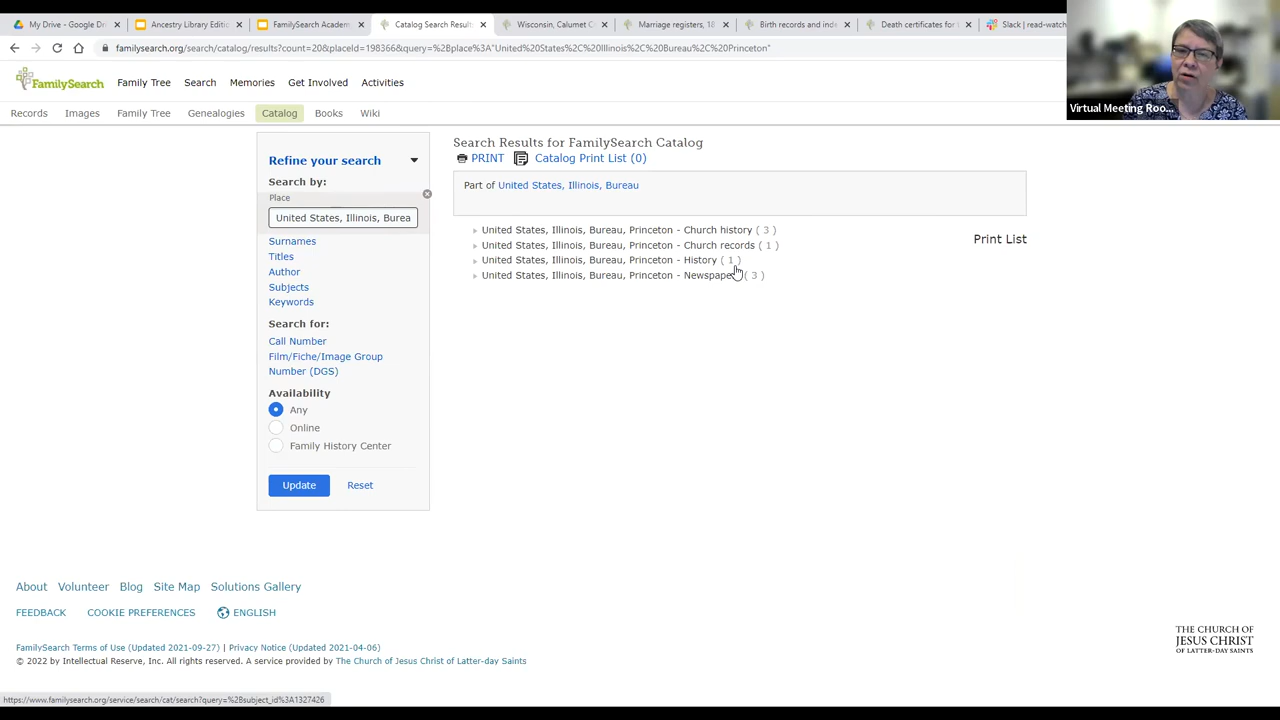 My Drive - Google Dri
Ancestry Library Editi
FamilySearch Academ
Catalog Search Result
Wisconsin, Calumet C
Marriage registers, 18
Birth records and inde
Death certificates for t
Slack | read-watch
familysearch.org/search/catalog/results?count=20&placeId=198366&query=%2Bplace%3A"United%20States%2C%20Illinois%2C%20Bureau%2C%20Princeton"
FamilySearch
Family Tree Search Memories Get Involved Activities
Records Images Family Tree Genealogies Catalog Books Wiki
Virtual Meeting Roo...
Refine your search
Search by:
Place
United States, Illinois, Burea
Surnames
Titles
Author
Subjects
Keywords
Search for:
Call Number
Film/Fiche/Image Group
Number (DGS)
Availability
Any
Online
Family History Center
Update Reset
Search Results for FamilySearch Catalog
PRINT Catalog Print List (0)
Part of United States, Illinois, Bureau
United States, Illinois, Bureau, Princeton - Church history ( 3 )
United States, Illinois, Bureau, Princeton - Church records ( 1 )
United States, Illinois, Bureau, Princeton - History ( 1 )
United States, Illinois, Bureau, Princeton - Newspape ( 3 )
Print List
About Volunteer Blog Site Map Solutions Gallery
FEEDBACK COOKIE PREFERENCES ENGLISH
FamilySearch Terms of Use (Updated 2021-09-27) | Privacy Notice (Updated 2021-04-06)
© 2022 by Intellectual Reserve, Inc. All rights reserved. A service provided by The Church of Jesus Christ of Latter-day Saints
THE CHURCH OF
JESUS CHRIST
OF LATTER-DAY SAINTS
https://www.familysearch.org/service/search/cat/search?query=%2Bsubject_id%3A1327426